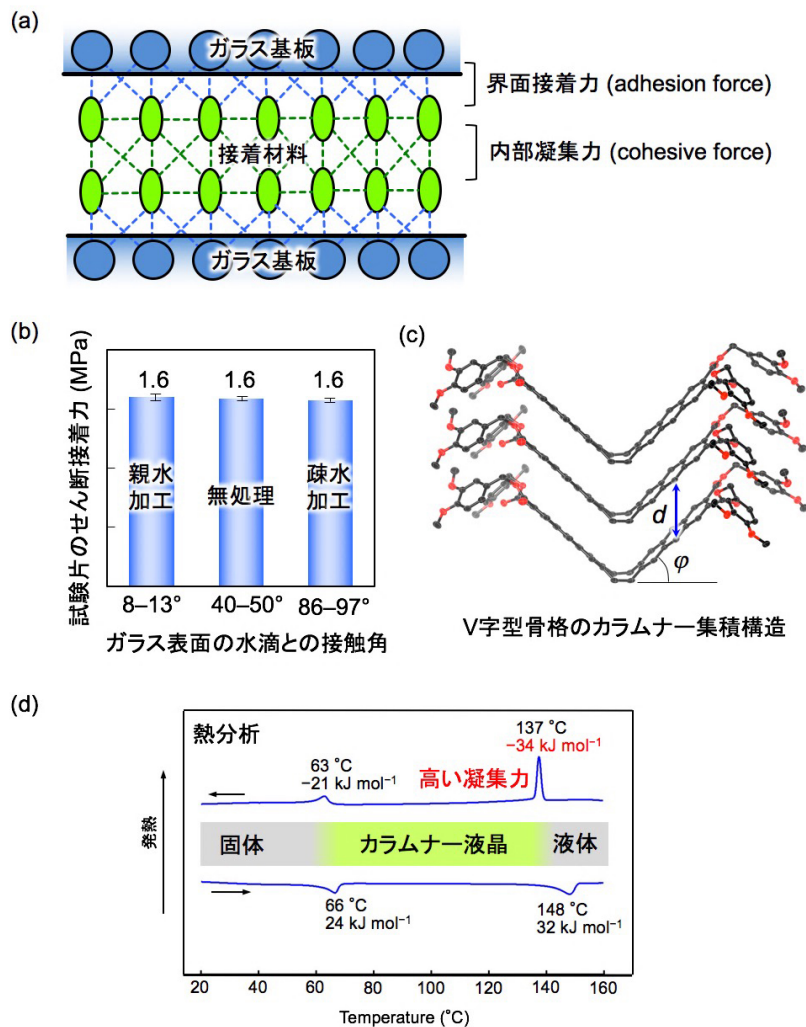 (a)
ガラス基板
界面接着力 (adhesion force)
接着材料
内部凝集力 (cohesive force)
ガラス基板
(b)
試験片のせん断接着力 (MPa)
1.6
1.6
1.6
親水
加工
無処理
疎水
加工
8–13°
40–50°
86–97°
ガラス表面の水滴との接触角
(c)
d
φ
V字型骨格のカラムナー集積構造
(d)
熱分析
137 °C
−34 kJ mol⁻¹
63 °C
−21 kJ mol⁻¹
高い凝集力
発熱
固体
カラムナー液晶
液体
66 °C
24 kJ mol⁻¹
148 °C
32 kJ mol⁻¹
20 40 60 80 100 120 140 160
Temperature (°C)